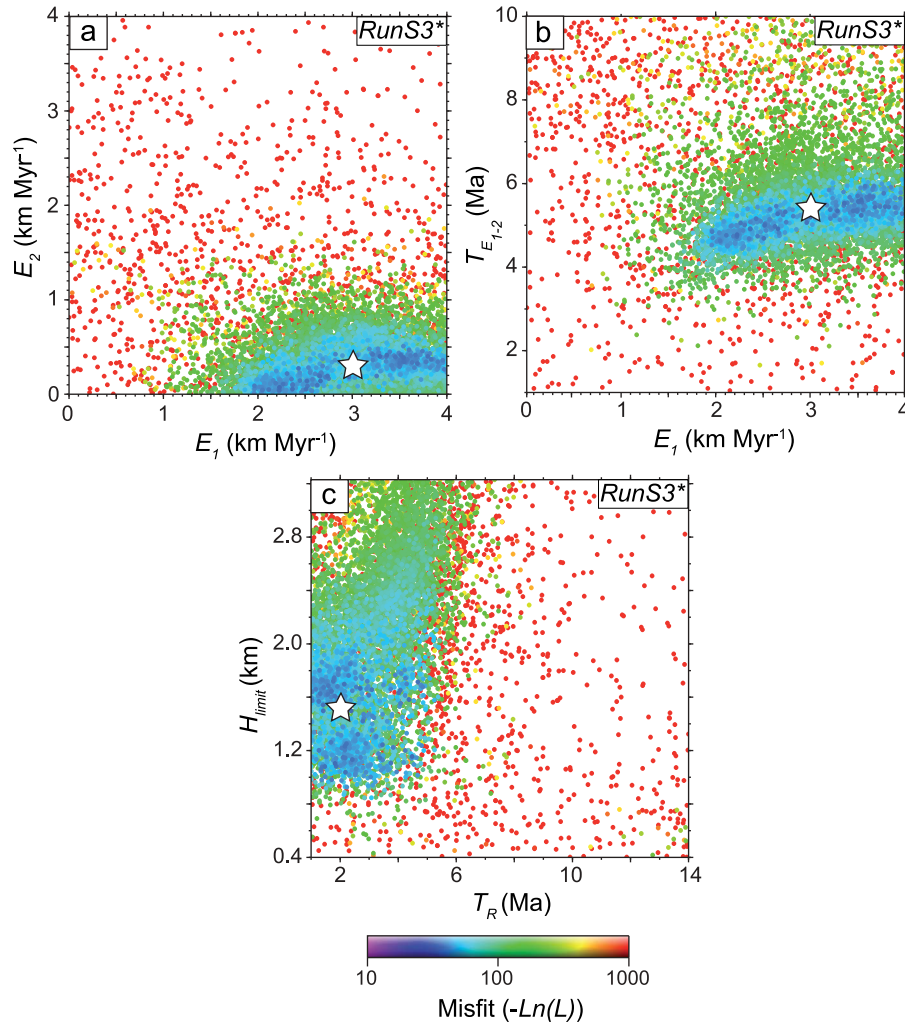 a
RunS3*
4
3
2
1
0
E2 (km Myr-1)
0 1 2 3 4
E1 (km Myr-1)
b
RunS3*
10
8
6
4
2
TE1-2 (Ma)
0 1 2 3 4
E1 (km Myr-1)
c
RunS3*
2.8
2.0
1.2
0.4
Hlimit (km)
2 6 10 14
TR (Ma)
10 100 1000
Misfit (-Ln(L))